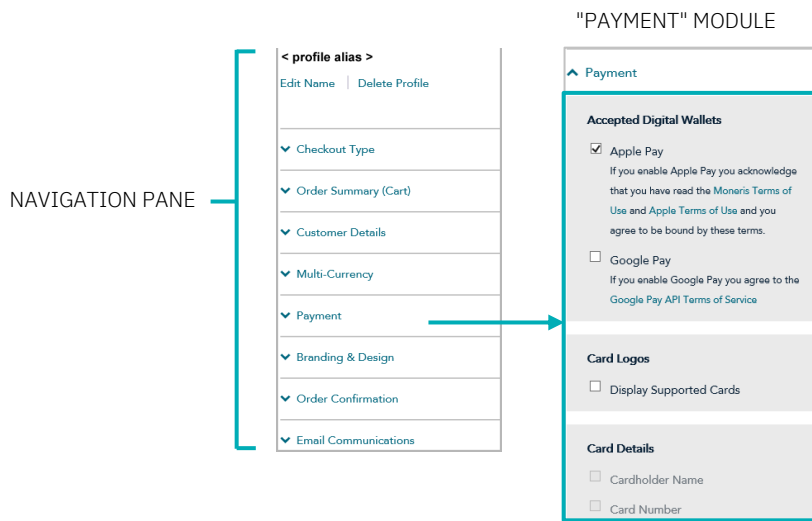 "PAYMENT" MODULE
NAVIGATION PANE
< profile alias >
Edit Name | Delete Profile
Checkout Type
Order Summary (Cart)
Customer Details
Multi-Currency
Payment
Branding & Design
Order Confirmation
Email Communications
Payment
Accepted Digital Wallets
Apple Pay
If you enable Apple Pay you acknowledge
that you have read the Moneris Terms of
Use and Apple Terms of Use and you
agree to be bound by these terms.
Google Pay
If you enable Google Pay you agree to the
Google Pay API Terms of Service
Card Logos
Display Supported Cards
Card Details
Cardholder Name
Card Number